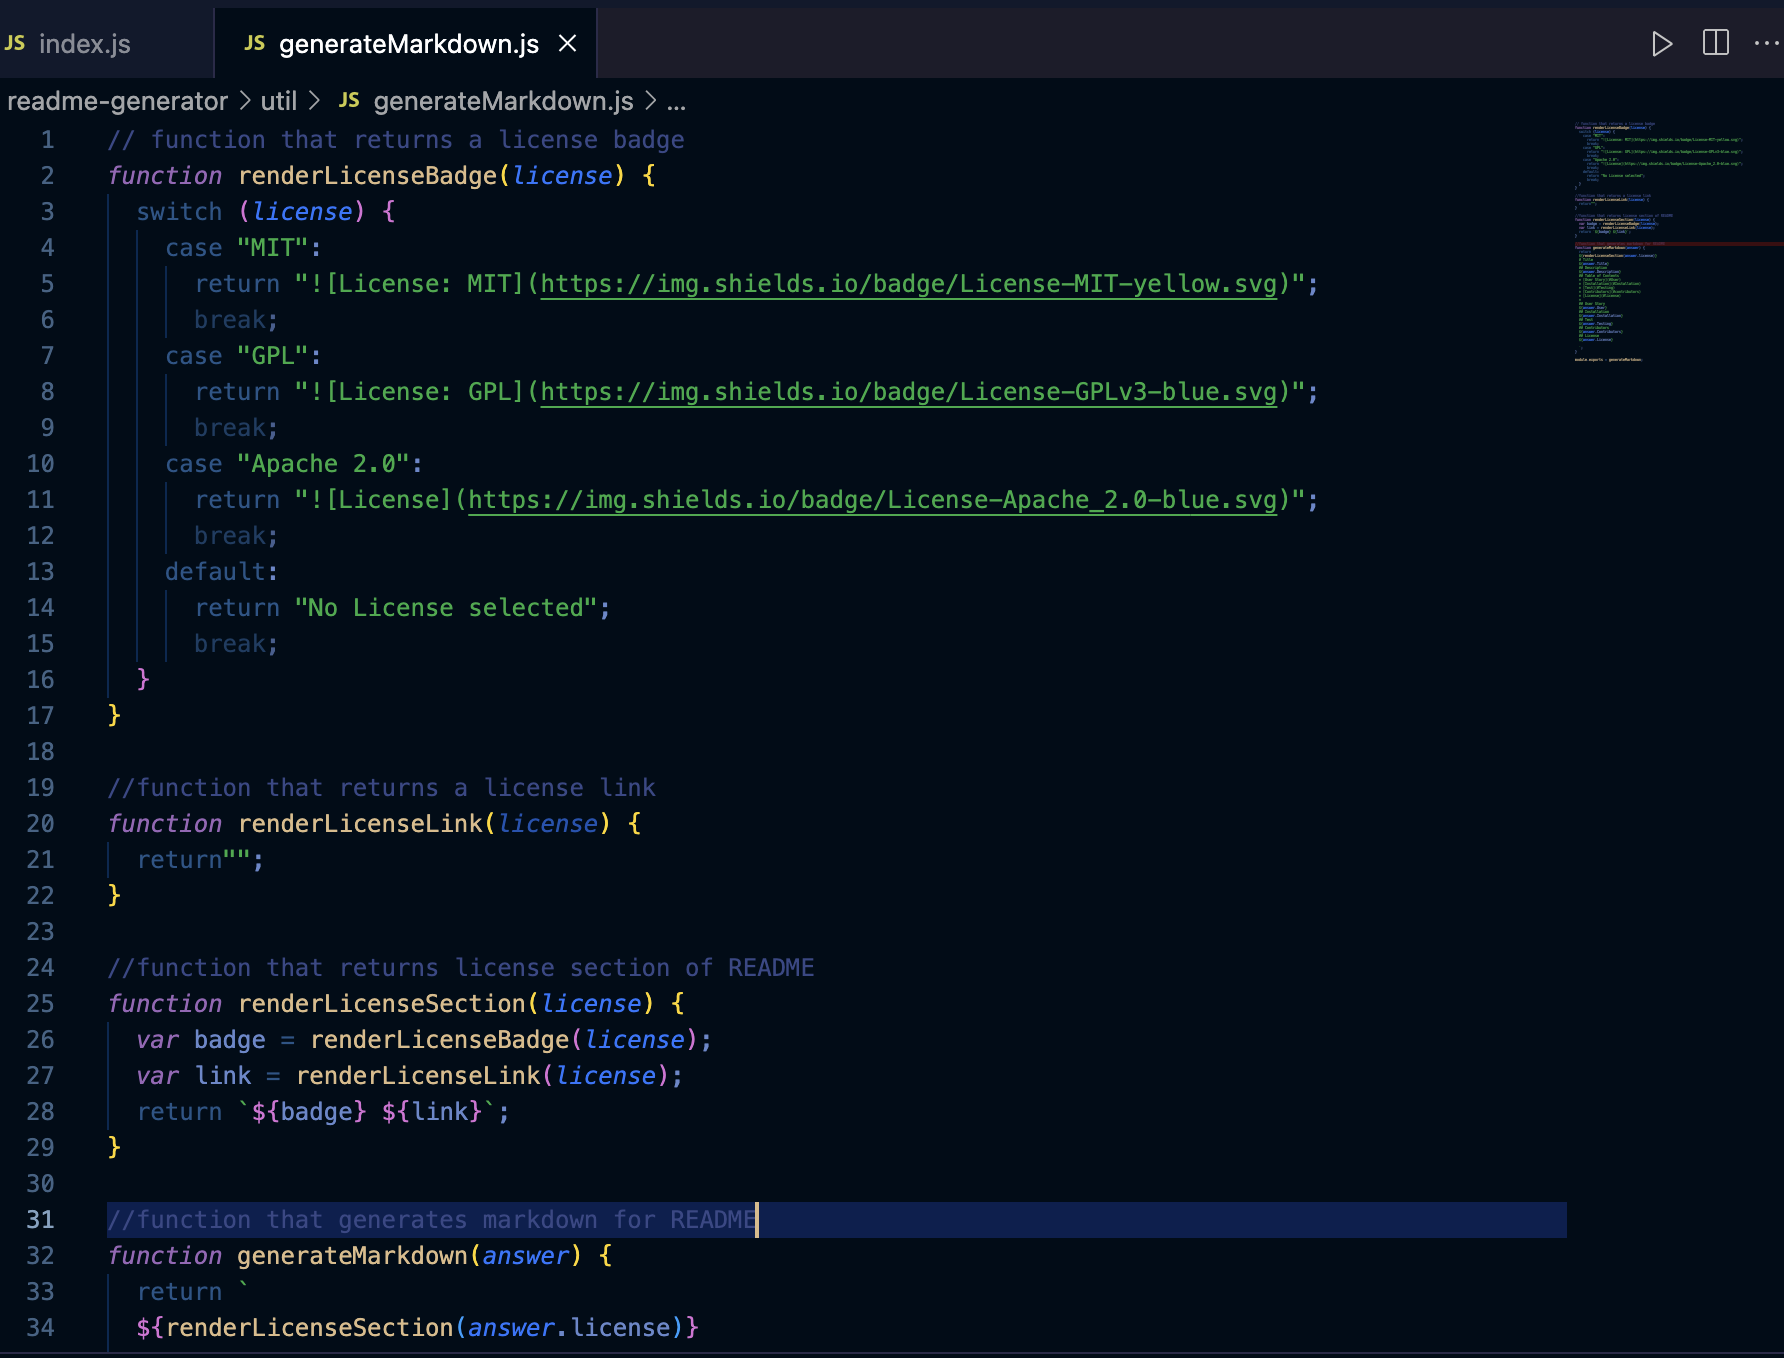 JS index.js JS generateMarkdown.js
readme-generator > util > JS generateMarkdown.js > ...
1 // function that returns a license badge
2 function renderLicenseBadge(license) {
3 switch (license) {
4 case "MIT":
5 return "![License: MIT](https://img.shields.io/badge/License-MIT-yellow.svg)";
6 break;
7 case "GPL":
8 return "![License: GPL](https://img.shields.io/badge/License-GPLv3-blue.svg)";
9 break;
10 case "Apache 2.0":
11 return "![License](https://img.shields.io/badge/License-Apache_2.0-blue.svg)";
12 break;
13 default:
14 return "No License selected";
15 break;
16 }
17 }
18
19 //function that returns a license link
20 function renderLicenseLink(license) {
21 return"";
22 }
23
24 //function that returns license section of README
25 function renderLicenseSection(license) {
26 var badge = renderLicenseBadge(license);
27 var link = renderLicenseLink(license);
28 return `${badge} ${link}`;
29 }
30
31 //function that generates markdown for README
32 function generateMarkdown(answer) {
33 return `
34 ${renderLicenseSection(answer.license)}